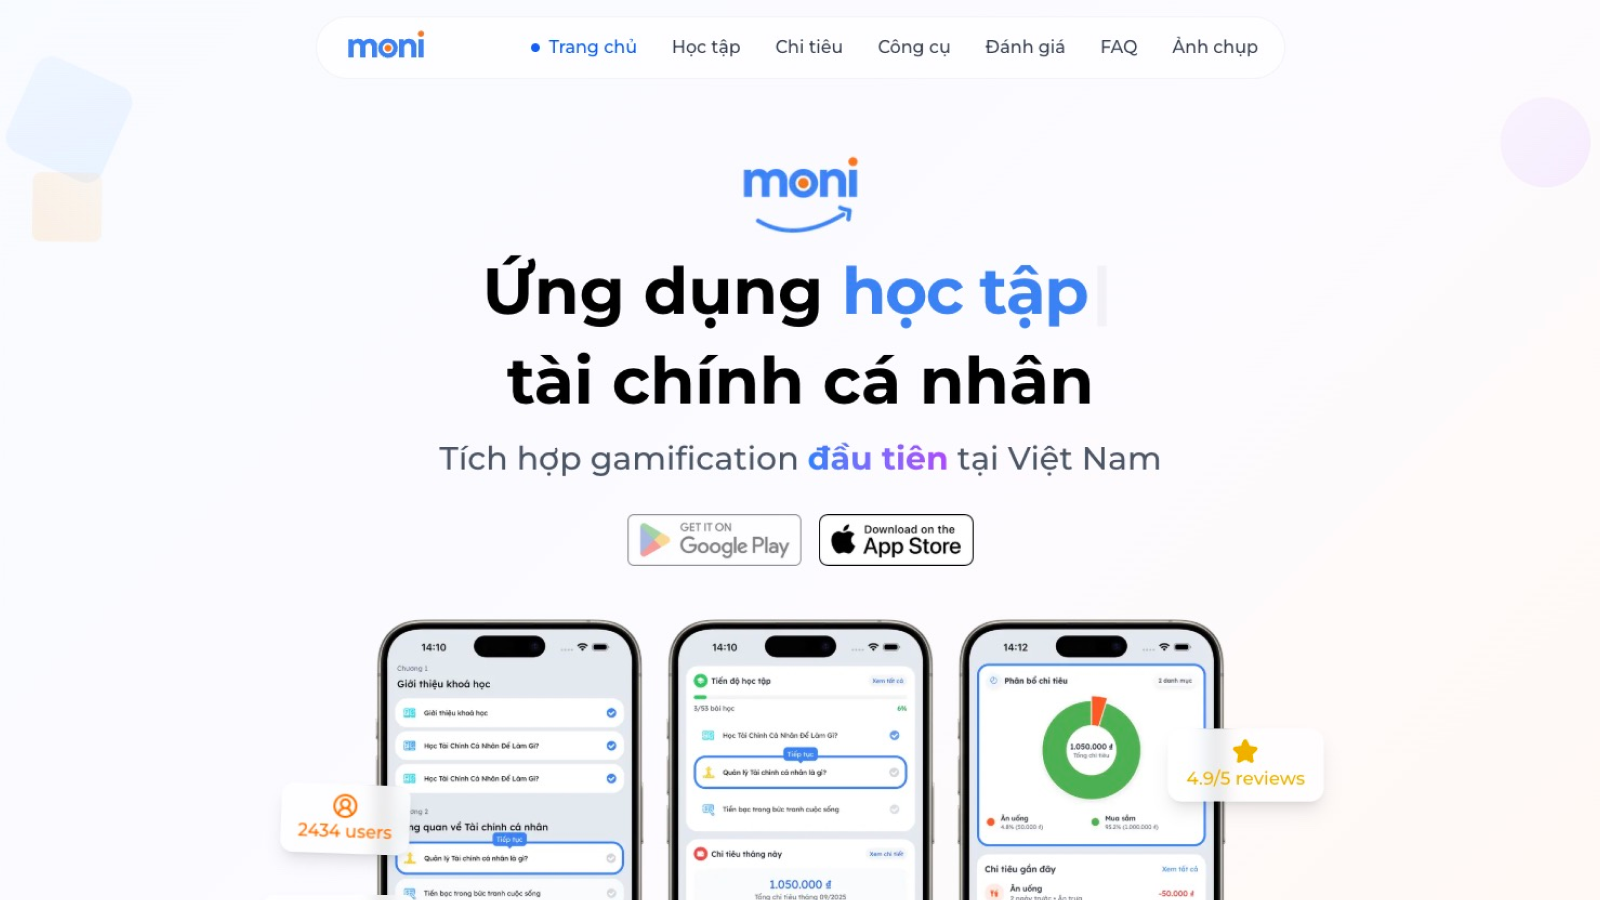 moni
Trang chủ
Học tập
Chi tiêu
Công cụ
Đánh giá
FAQ
Ảnh chụp
moni
Ứng dụng học tập
tài chính cá nhân
Tích hợp gamification đầu tiên tại Việt Nam
GET IT ON
Google Play
Download on the
App Store
14:10
Chương 1
Giới thiệu khoá học
Giới thiệu khoá học
Học Tài Chính Cá Nhân Để Làm Gì?
Học Tài Chính Cá Nhân Để Làm Gì?
ng quan về Tài chính cá nhân
Tiếp tục
Quản lý Tài chính cá nhân là gì?
Tiền bạc trong bức tranh cuộc sống
2434 users
14:10
Tiến độ học tập
Xem tất cả
3/53 bài học
6%
Học Tài Chính Cá Nhân Để Làm Gì?
Tiếp tục
Quản lý Tài chính cá nhân là gì?
Tiền bạc trong bức tranh cuộc sống
Chi tiêu tháng này
Xem chi tiết
1.050.000 ₫
Tổng chi tiêu tháng 09/2025
14:12
Phân bổ chi tiêu
2 danh mục
1.050.000 ₫
Tổng chi tiêu
Ăn uống
4.8% (50.000 ₫)
Mua sắm
95.2% (1.000.000 ₫)
Chi tiêu gần đây
Xem tất cả
Ăn uống
2 ngày trước • Ăn trưa
-50.000 ₫
4.9/5 reviews